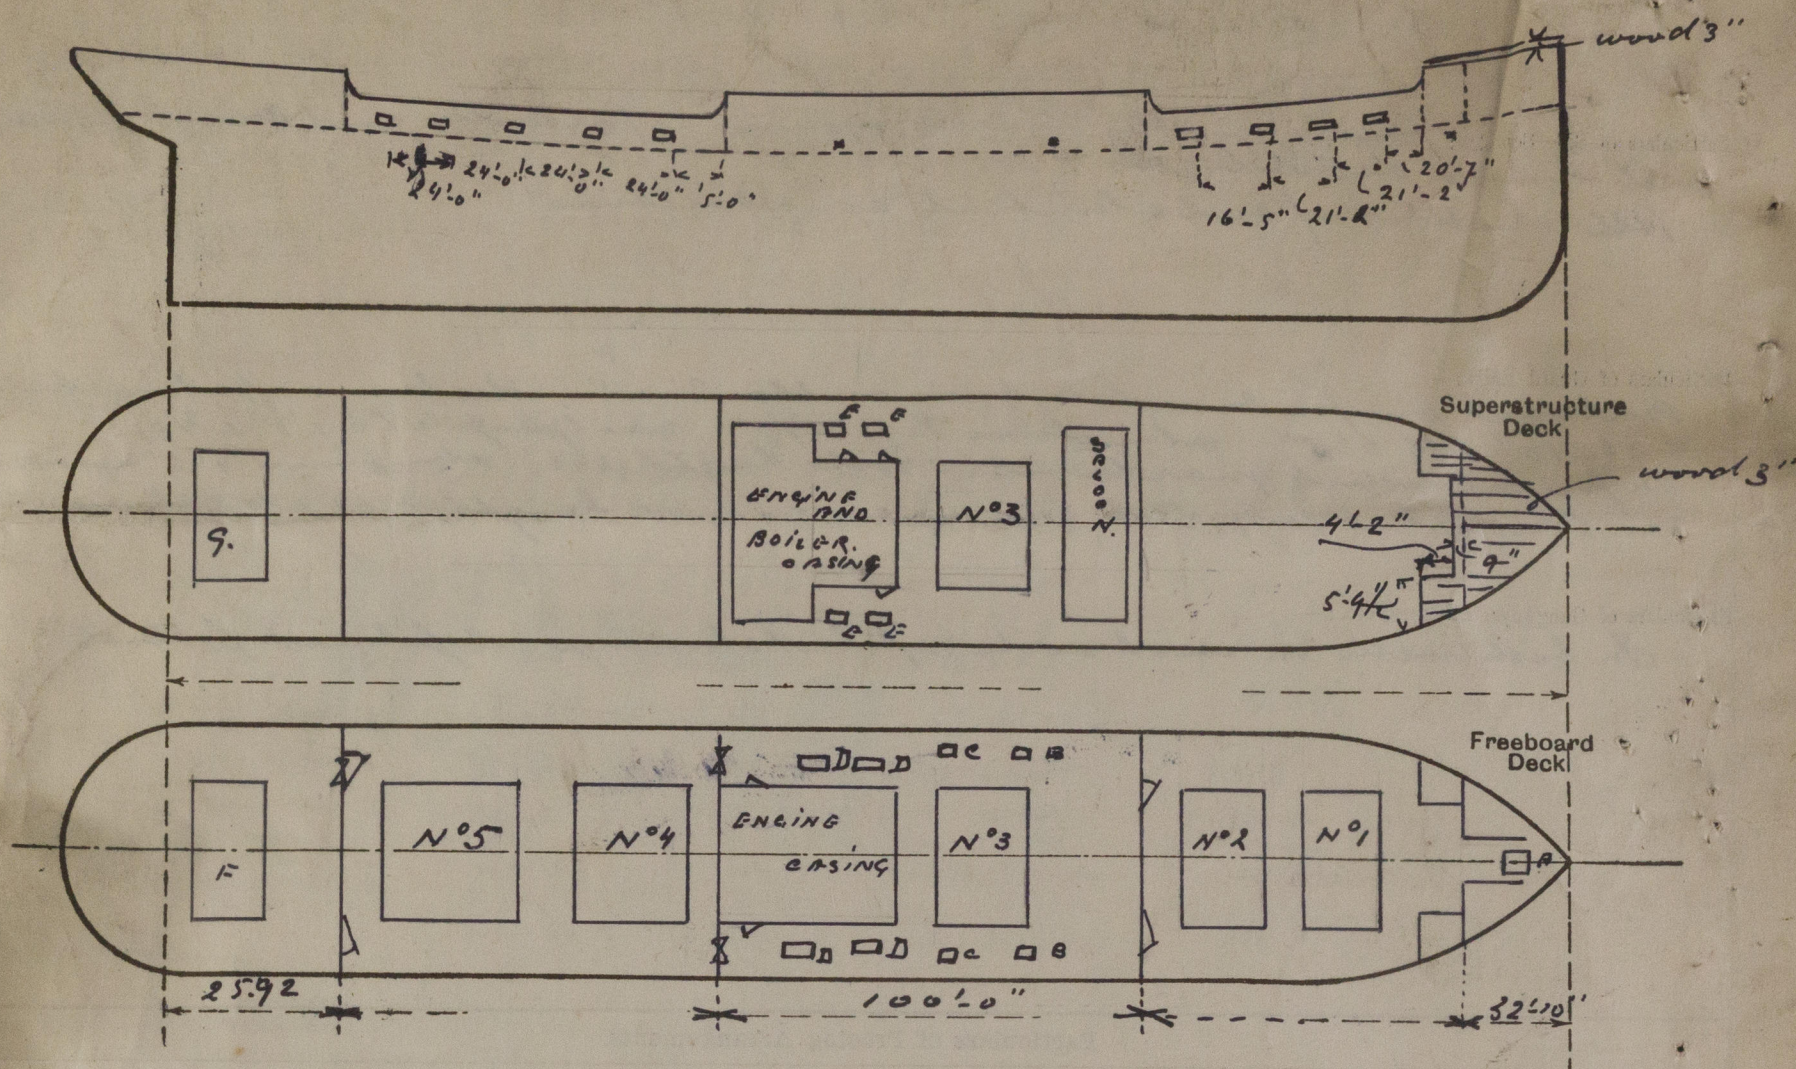 wood 3"
24'-0" 24'-0" 24'-0" 5'-0"
24'-0"
20'-7"
21'-2"
16'-5" 21'-2"
Superstructure
Deck
wood 3"
E E
SALOON.
ENGINE
AND
BOILER.
CASING
Nº3
G.
4'-2"
9"
5'-9½"
E E
Freeboard
Deck
D D C B
ENGINE
CASING
F
Nº5
Nº4
Nº3
Nº2
Nº1
A
D D C B
25.92
100'-0"
32'-10"